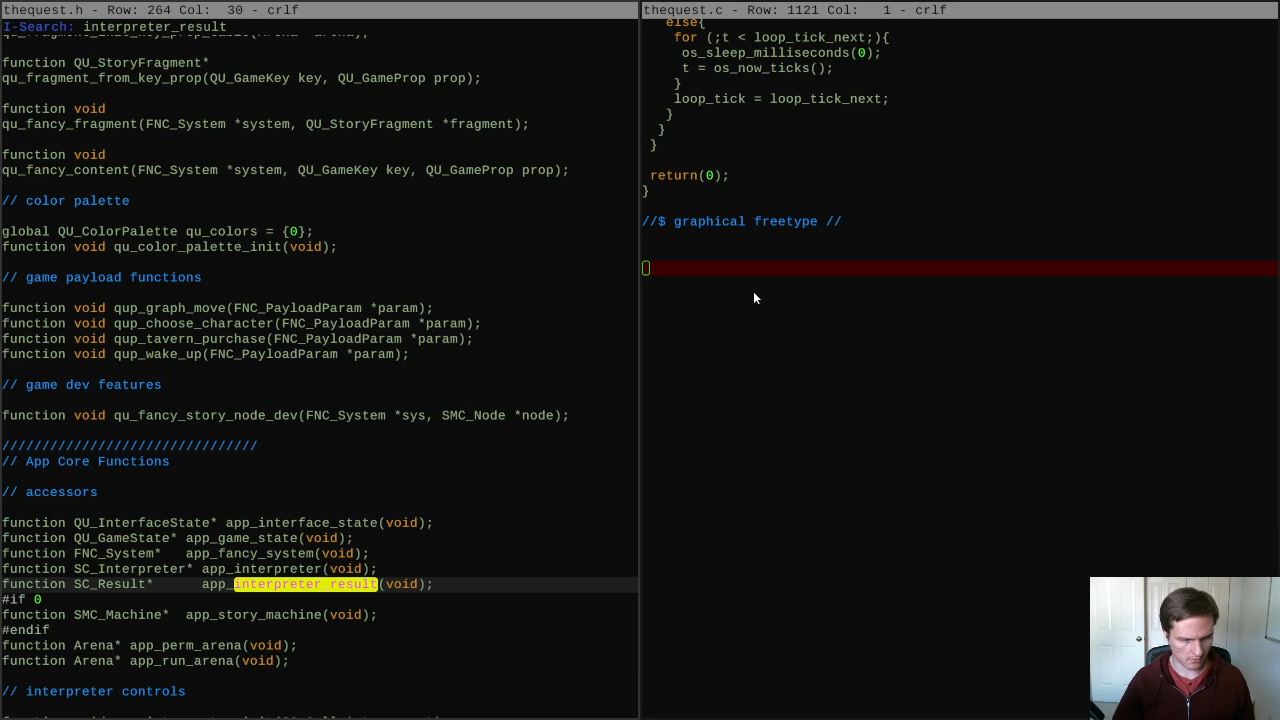 thequest.h - Row: 264 Col:  30 - crlf
I-Search: interpreter_result
function QU_StoryFragment*
qu_fragment_from_key_prop(QU_GameKey key, QU_GameProp prop);
function void
qu_fancy_fragment(FNC_System *system, QU_StoryFragment *fragment);
function void
qu_fancy_content(FNC_System *system, QU_GameKey key, QU_GameProp prop);
// color palette
global QU_ColorPalette qu_colors = {0};
function void qu_color_palette_init(void);
// game payload functions
function void qup_graph_move(FNC_PayloadParam *param);
function void qup_choose_character(FNC_PayloadParam *param);
function void qup_tavern_purchase(FNC_PayloadParam *param);
function void qup_wake_up(FNC_PayloadParam *param);
// game dev features
function void qu_fancy_story_node_dev(FNC_System *sys, SMC_Node *node);
////////////////////////////////
// App Core Functions
// accessors
function QU_InterfaceState* app_interface_state(void);
function QU_GameState* app_game_state(void);
function FNC_System*   app_fancy_system(void);
function SC_Interpreter* app_interpreter(void);
function SC_Result*      app_interpreter_result(void);
#if 0
function SMC_Machine*  app_story_machine(void);
#endif
function Arena* app_perm_arena(void);
function Arena* app_run_arena(void);
// interpreter controls
thequest.c - Row: 1121 Col:   1 - crlf
else{
for (;t < loop_tick_next;){
os_sleep_milliseconds(0);
t = os_now_ticks();
}
loop_tick = loop_tick_next;
}
}
}
return(0);
}
//$ graphical freetype //